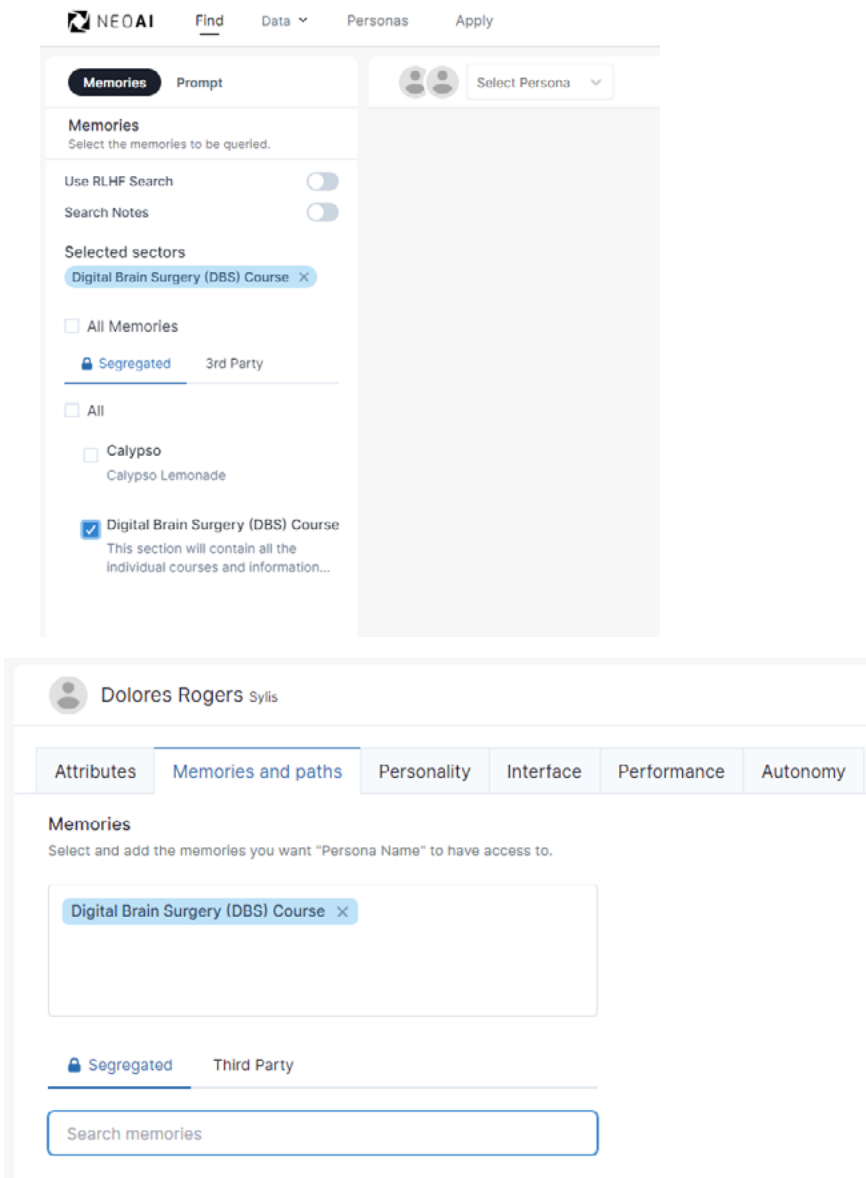 NEOAI Find Data Personas Apply
Memories Prompt Select Persona
Memories
Select the memories to be queried.
Use RLHF Search
Search Notes
Selected sectors
Digital Brain Surgery (DBS) Course ×
All Memories
Segregated 3rd Party
All
Calypso
Calypso Lemonade
Digital Brain Surgery (DBS) Course
This section will contain all the
individual courses and information...
Dolores Rogers Sylis
Attributes Memories and paths Personality Interface Performance Autonomy
Memories
Select and add the memories you want "Persona Name" to have access to.
Digital Brain Surgery (DBS) Course ×
Segregated Third Party
Search memories